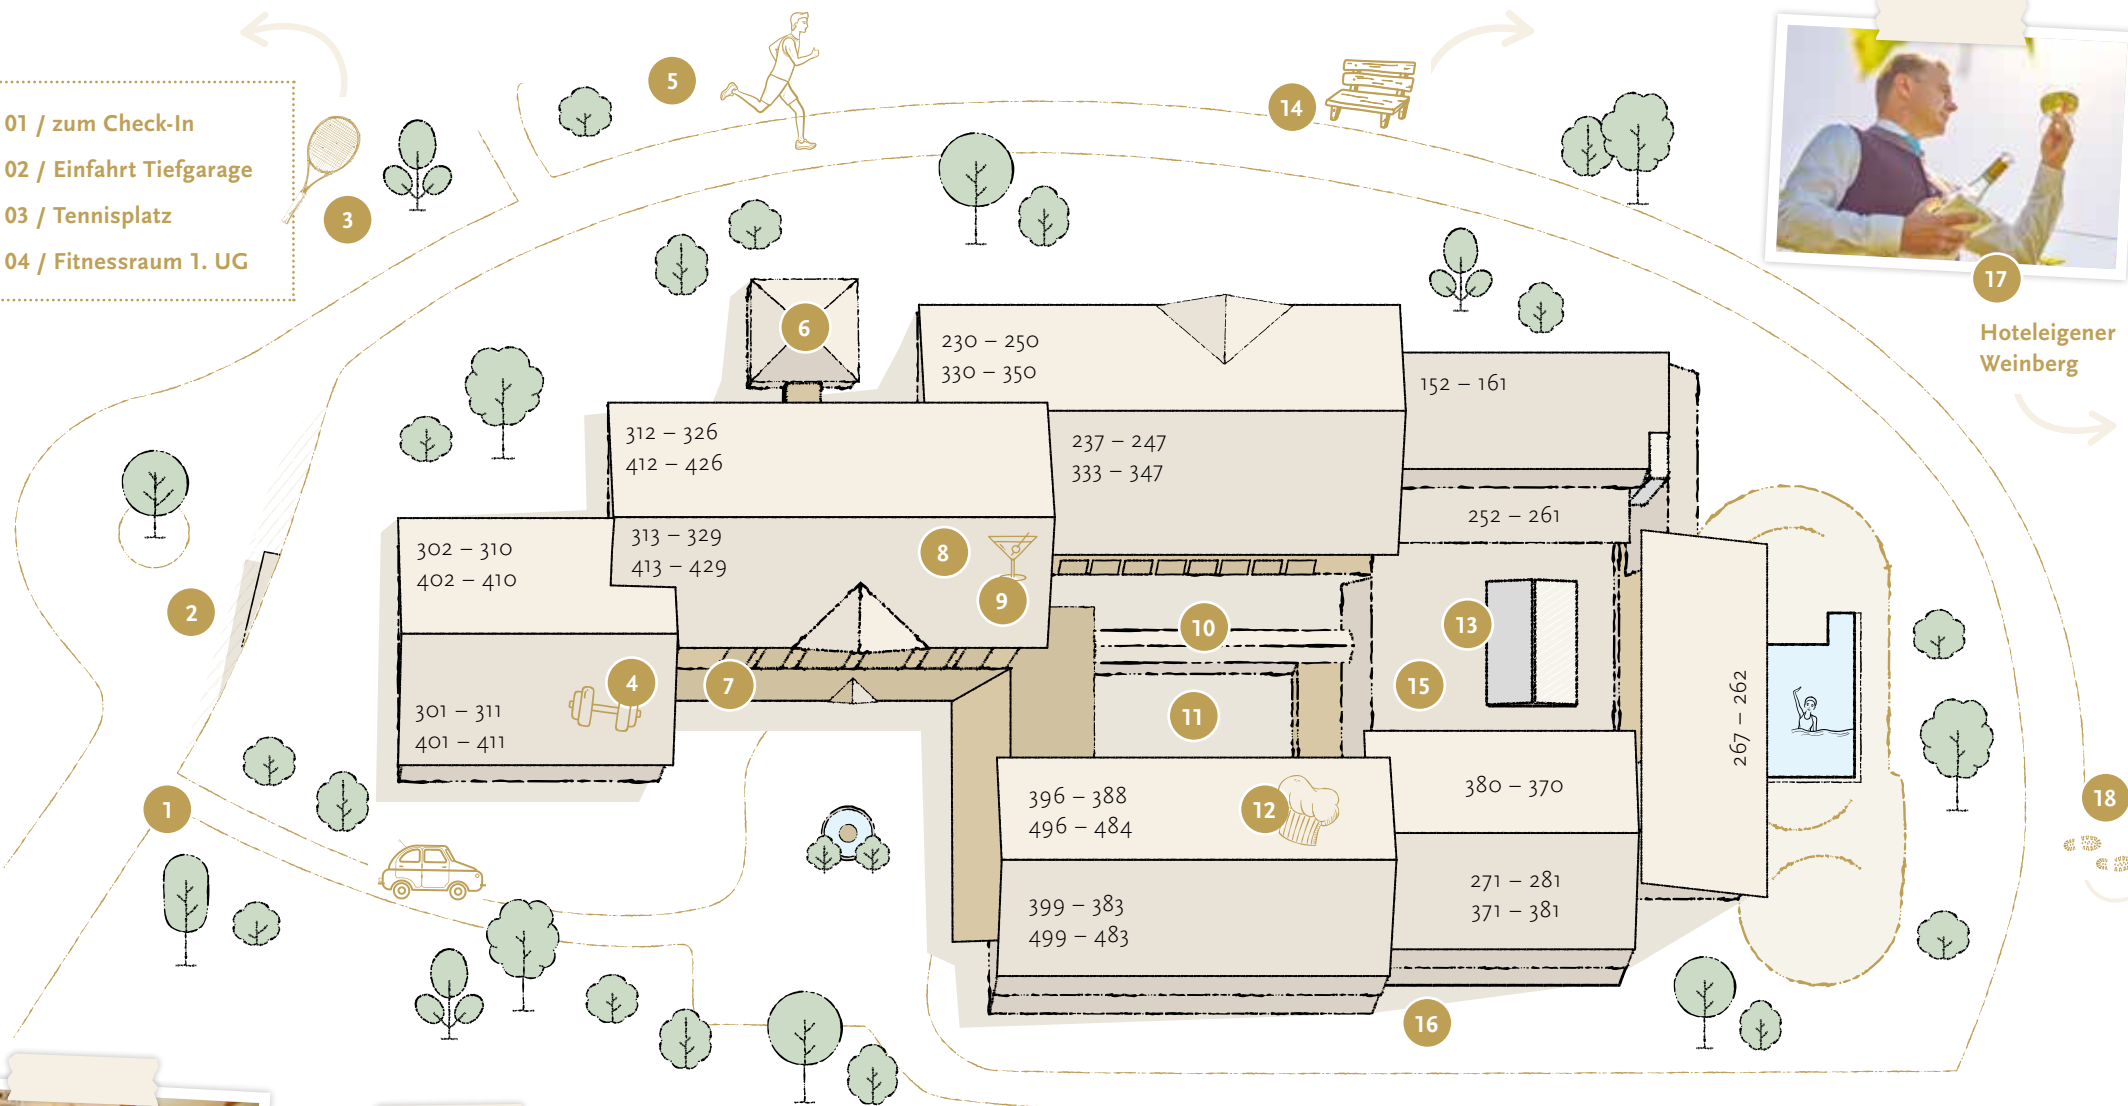 01 / zum Check-In
02 / Einfahrt Tiefgarage
03 / Tennisplatz
04 / Fitnessraum 1. UG
3
5
14
17
Hoteleigener
Weinberg
6
230 – 250
330 – 350
152 – 161
312 – 326
412 – 426
237 – 247
333 – 347
252 – 261
302 – 310
402 – 410
313 – 329
413 – 429
8
9
2
10
13
4
7
15
11
267 – 262
301 – 311
401 – 411
1
396 – 388
496 – 484
12
380 – 370
18
399 – 383
499 – 483
271 – 281
371 – 381
16